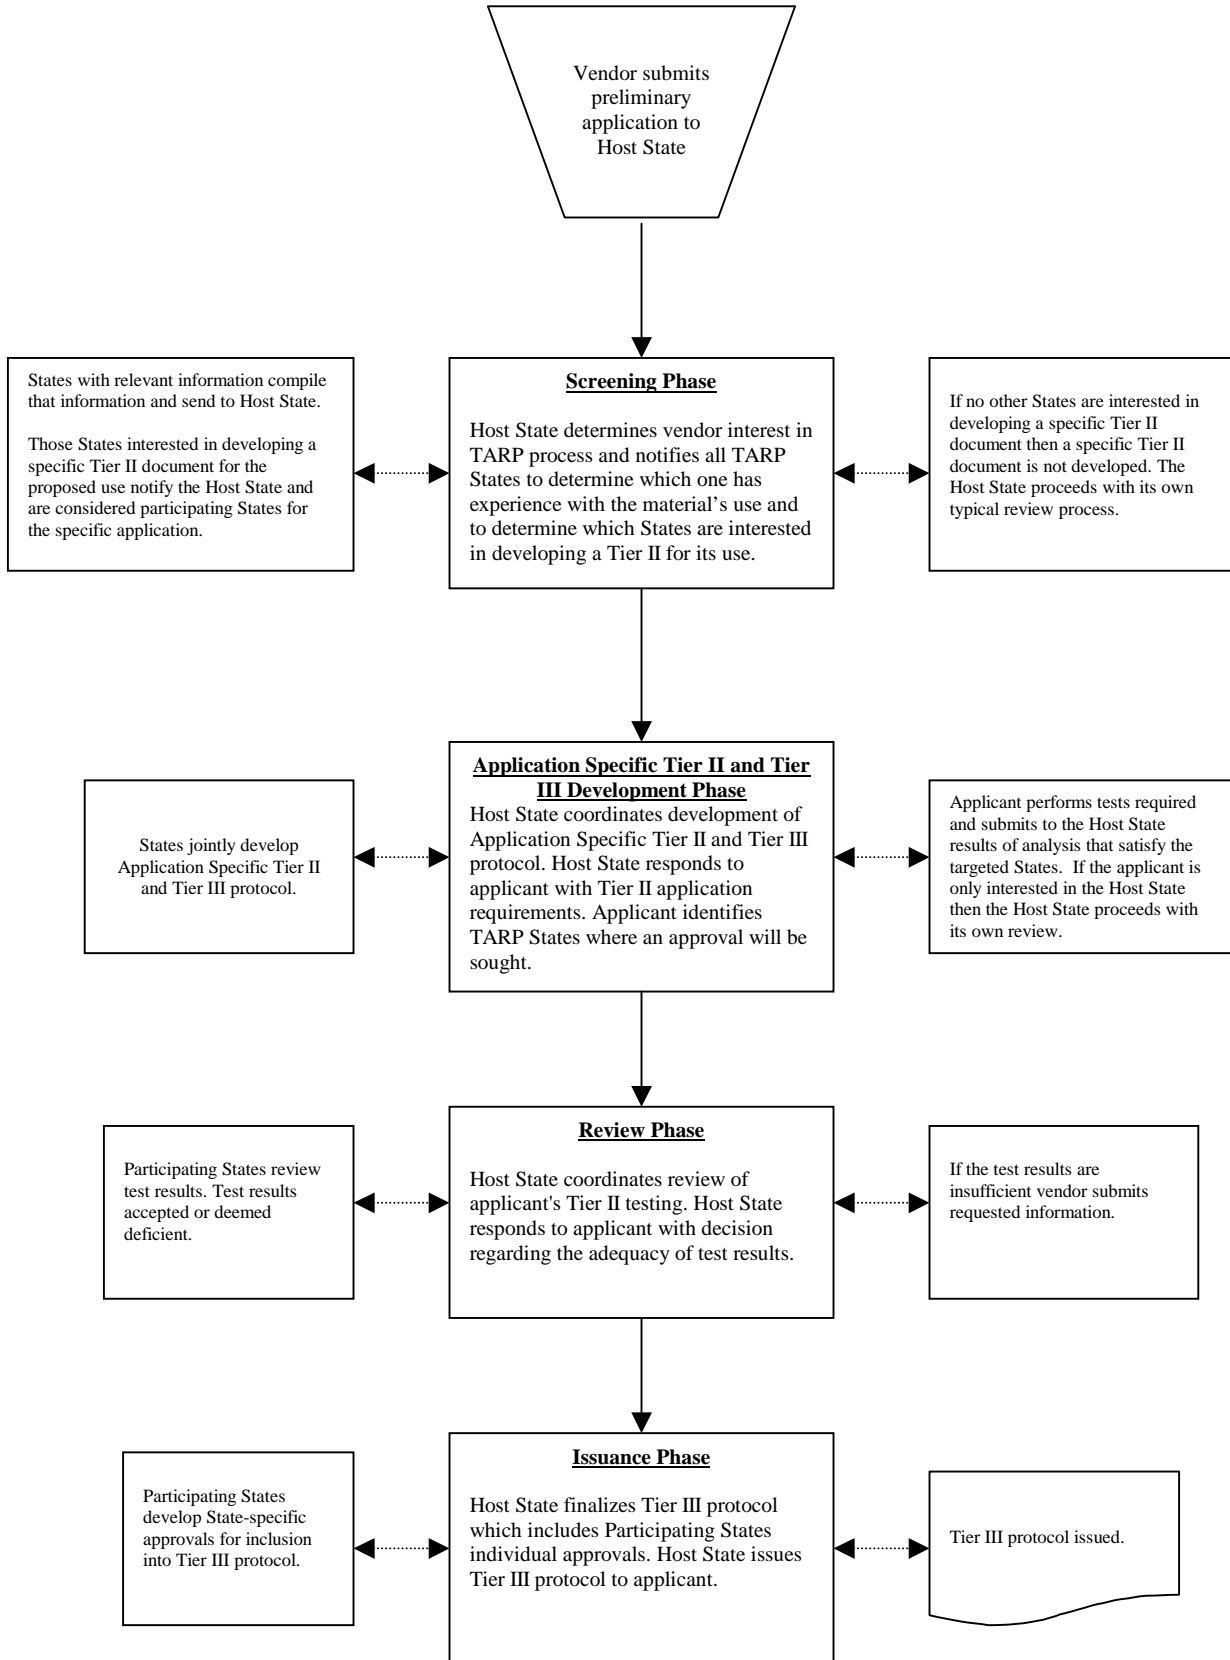 Vendor submits
preliminary
application to
Host State
States with relevant information compile
that information and send to Host State.
Those States interested in developing a
specific Tier II document for the
proposed use notify the Host State and
are considered participating States for
the specific application.
Screening Phase
Host State determines vendor interest in
TARP process and notifies all TARP
States to determine which one has
experience with the material’s use and
to determine which States are interested
in developing a Tier II for its use.
If no other States are interested in
developing a specific Tier II
document then a specific Tier II
document is not developed. The
Host State proceeds with its own
typical review process.
States jointly develop
Application Specific Tier II
and Tier III protocol.
Application Specific Tier II and Tier
III Development Phase
Host State coordinates development of
Application Specific Tier II and Tier III
protocol. Host State responds to
applicant with Tier II application
requirements. Applicant identifies
TARP States where an approval will be
sought.
Applicant performs tests required
and submits to the Host State
results of analysis that satisfy the
targeted States. If the applicant is
only interested in the Host State
then the Host State proceeds with
its own review.
Participating States review
test results. Test results
accepted or deemed
deficient.
Review Phase
Host State coordinates review of
applicant's Tier II testing. Host State
responds to applicant with decision
regarding the adequacy of test results.
If the test results are
insufficient vendor submits
requested information.
Participating States
develop State-specific
approvals for inclusion
into Tier III protocol.
Issuance Phase
Host State finalizes Tier III protocol
which includes Participating States
individual approvals. Host State issues
Tier III protocol to applicant.
Tier III protocol issued.